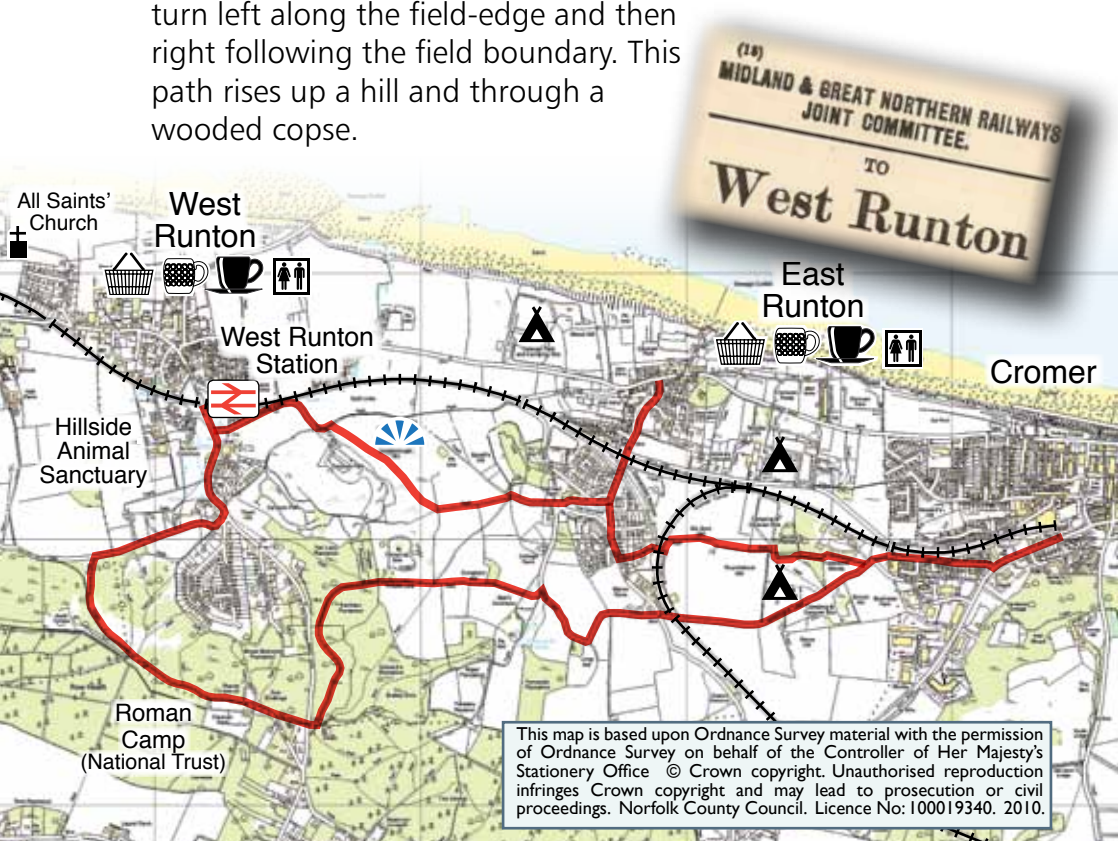 turn left along the field-edge and then
right following the field boundary. This
path rises up a hill and through a
wooded copse.
(18)
MIDLAND & GREAT NORTHERN RAILWAYS
JOINT COMMITTEE.
TO
West Runton
All Saints'
Church
West
Runton
West Runton
Station
East
Runton
Cromer
Hillside
Animal
Sanctuary
Roman
Camp
(National Trust)
This map is based upon Ordnance Survey material with the permission
of Ordnance Survey on behalf of the Controller of Her Majesty's
Stationery Office © Crown copyright. Unauthorised reproduction
infringes Crown copyright and may lead to prosecution or civil
proceedings. Norfolk County Council. Licence No: 100019340. 2010.